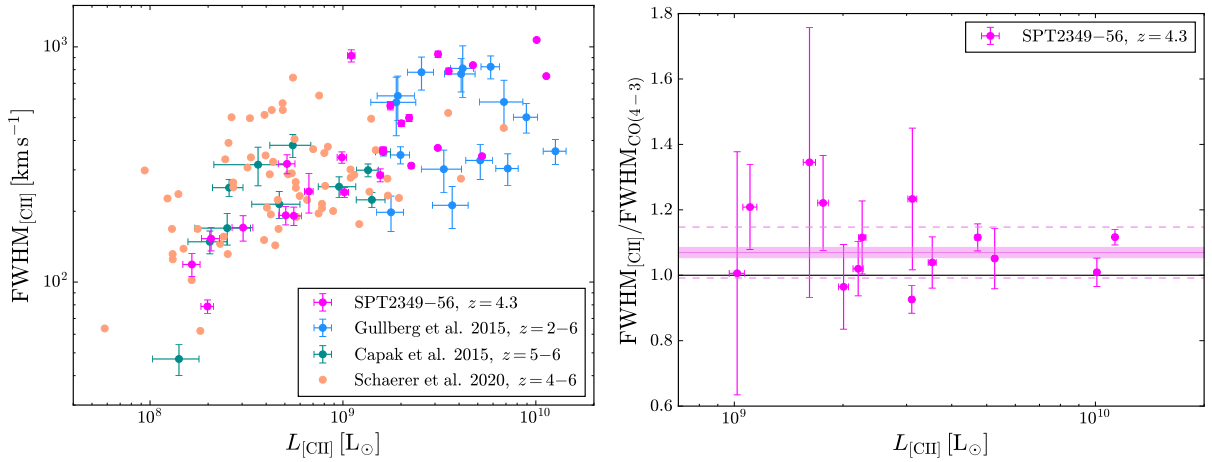 10³
10²
FWHM[CII] [km s⁻¹]
SPT2349−56, z = 4.3
Gullberg et al. 2015, z = 2−6
Capak et al. 2015, z = 5−6
Schaerer et al. 2020, z = 4−6
10⁸ 10⁹ 10¹⁰
L[CII] [L⊙]
1.8
1.6
1.4
1.2
1.0
0.8
0.6
FWHM[CII]/FWHMCO(4−3)
SPT2349−56, z = 4.3
10⁹ 10¹⁰
L[CII] [L⊙]